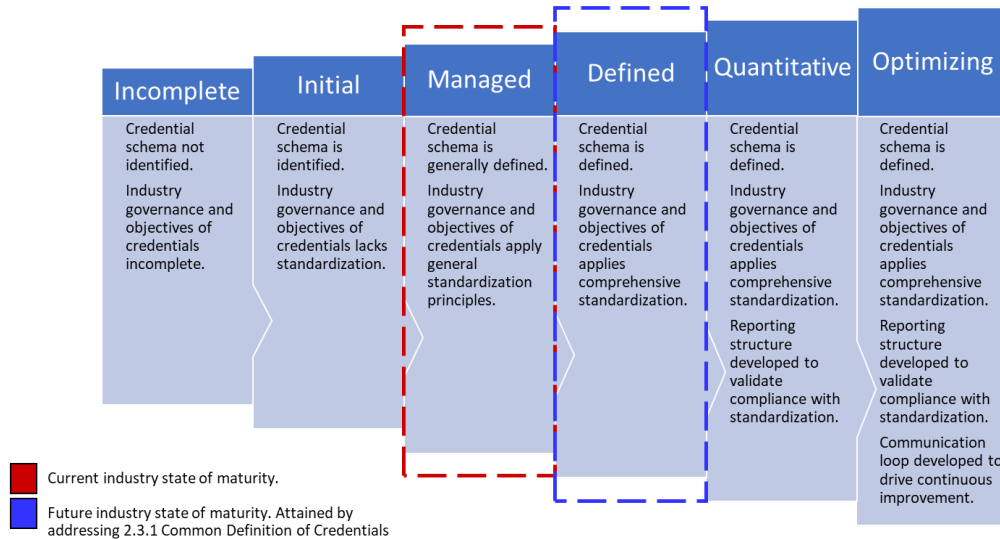 Incomplete
Credential
schema not
identified.
Industry
governance and
objectives of
credentials
incomplete.
Initial
Credential
schema is
identified.
Industry
governance and
objectives of
credentials lacks
standardization.
Managed
Credential
schema is
generally defined.
Industry
governance and
objectives of
credentials apply
general
standardization
principles.
Defined
Credential
schema is
defined.
Industry
governance and
objectives of
credentials
applies
comprehensive
standardization.
Quantitative
Credential
schema is
defined.
Industry
governance and
objectives of
credentials
applies
comprehensive
standardization.
Reporting
structure
developed to
validate
compliance with
standardization.
Optimizing
Credential
schema is
defined.
Industry
governance and
objectives of
credentials
applies
comprehensive
standardization.
Reporting
structure
developed to
validate
compliance with
standardization.
Communication
loop developed to
drive continuous
improvement.
Current industry state of maturity.
Future industry state of maturity. Attained by
addressing 2.3.1 Common Definition of Credentials